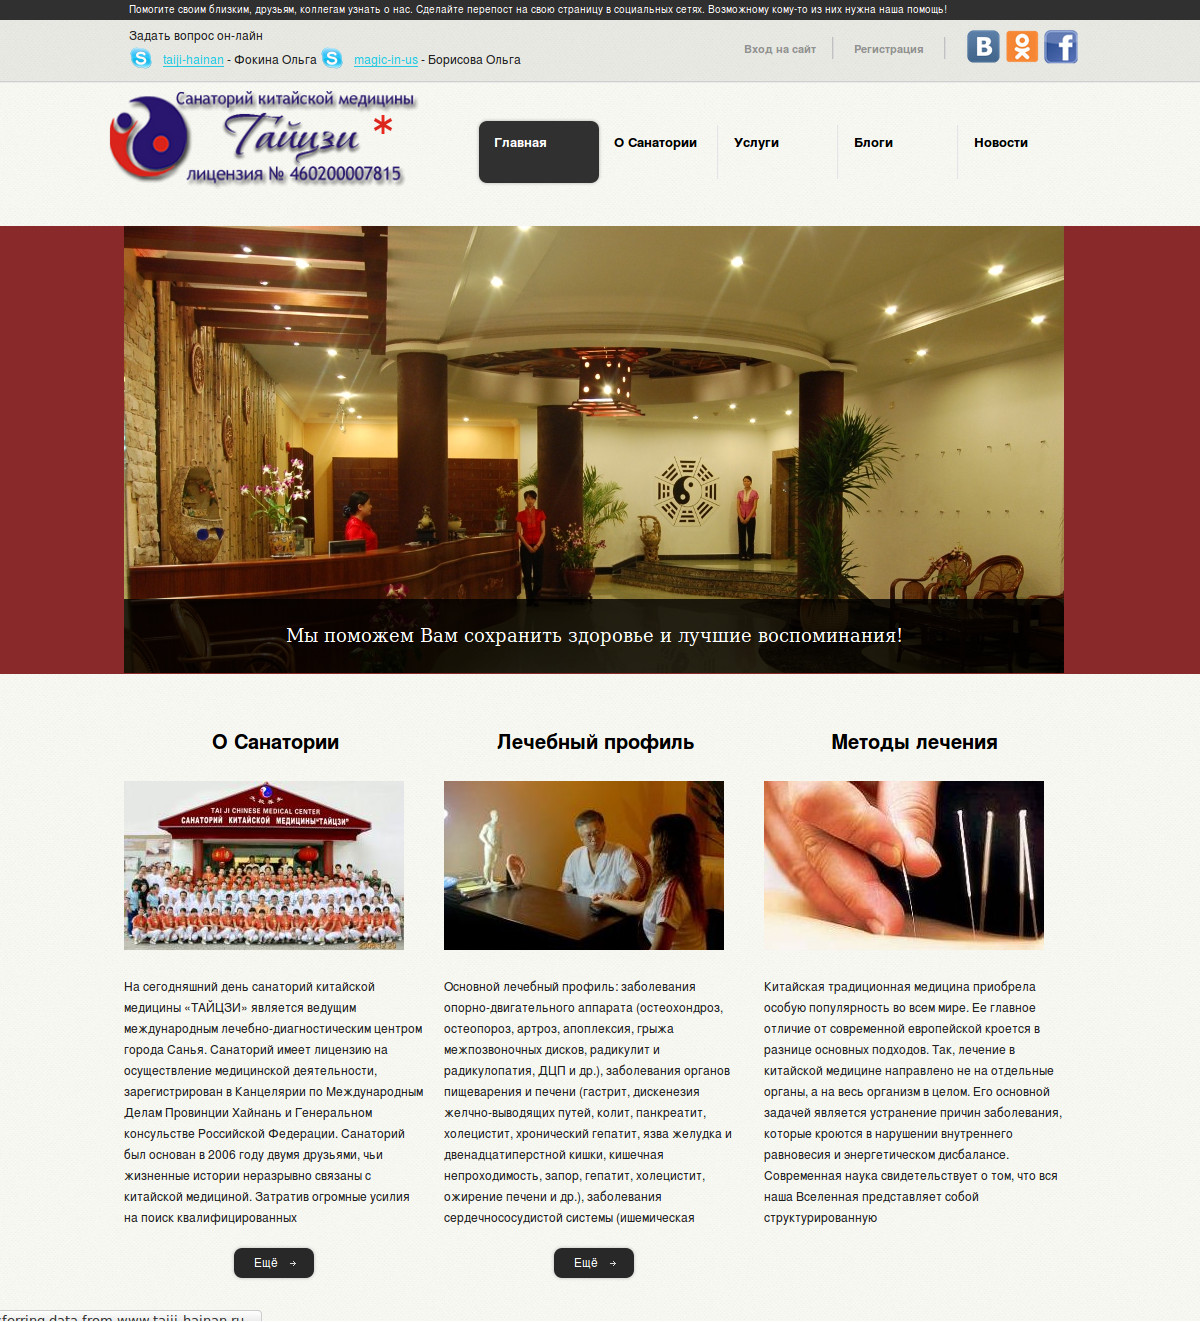 Помогите своим близким, друзьям, коллегам узнать о нас. Сделайте перепост на свою страницу в социальных сетях. Возможному кому-то из них нужна наша помощь!
Задать вопрос он-лайн
taiji-hainan - Фокина Ольга magic-in-us - Борисова Ольга
Вход на сайт
Регистрация
Санаторий китайской медицины
Тайцзи *
лицензия № 460200007815
Главная
О Санатории
Услуги
Блоги
Новости
Мы поможем Вам сохранить здоровье и лучшие воспоминания!
О Санатории
TAI JI CHINESE MEDICAL CENTER
САНАТОРИЙ КИТАЙСКОЙ МЕДИЦИНЫ"ТАЙЦЗИ"
На сегодняшний день санаторий китайской
медицины «ТАЙЦЗИ» является ведущим
международным лечебно-диагностическим центром
города Санья. Санаторий имеет лицензию на
осуществление медицинской деятельности,
зарегистрирован в Канцелярии по Международным
Делам Провинции Хайнань и Генеральном
консульстве Российской Федерации. Санаторий
был основан в 2006 году двумя друзьями, чьи
жизненные истории неразрывно связаны с
китайской медициной. Затратив огромные усилия
на поиск квалифицированных
Ещё →
Лечебный профиль
Основной лечебный профиль: заболевания
опорно-двигательного аппарата (остеохондроз,
остеопороз, артроз, апоплексия, грыжа
межпозвоночных дисков, радикулит и
радикулопатия, ДЦП и др.), заболевания органов
пищеварения и печени (гастрит, дискенезия
желчно-выводящих путей, колит, панкреатит,
холецистит, хронический гепатит, язва желудка и
двенадцатиперстной кишки, кишечная
непроходимость, запор, гепатит, холецистит,
ожирение печени и др.), заболевания
сердечнососудистой системы (ишемическая
Ещё →
Методы лечения
Китайская традиционная медицина приобрела
особую популярность во всем мире. Ее главное
отличие от современной европейской кроется в
разнице основных подходов. Так, лечение в
китайской медицине направлено не на отдельные
органы, а на весь организм в целом. Его основной
задачей является устранение причин заболевания,
которые кроются в нарушении внутреннего
равновесия и энергетическом дисбалансе.
Современная наука свидетельствует о том, что вся
наша Вселенная представляет собой
структурированную
sferring data from www.taiji-hainan.ru